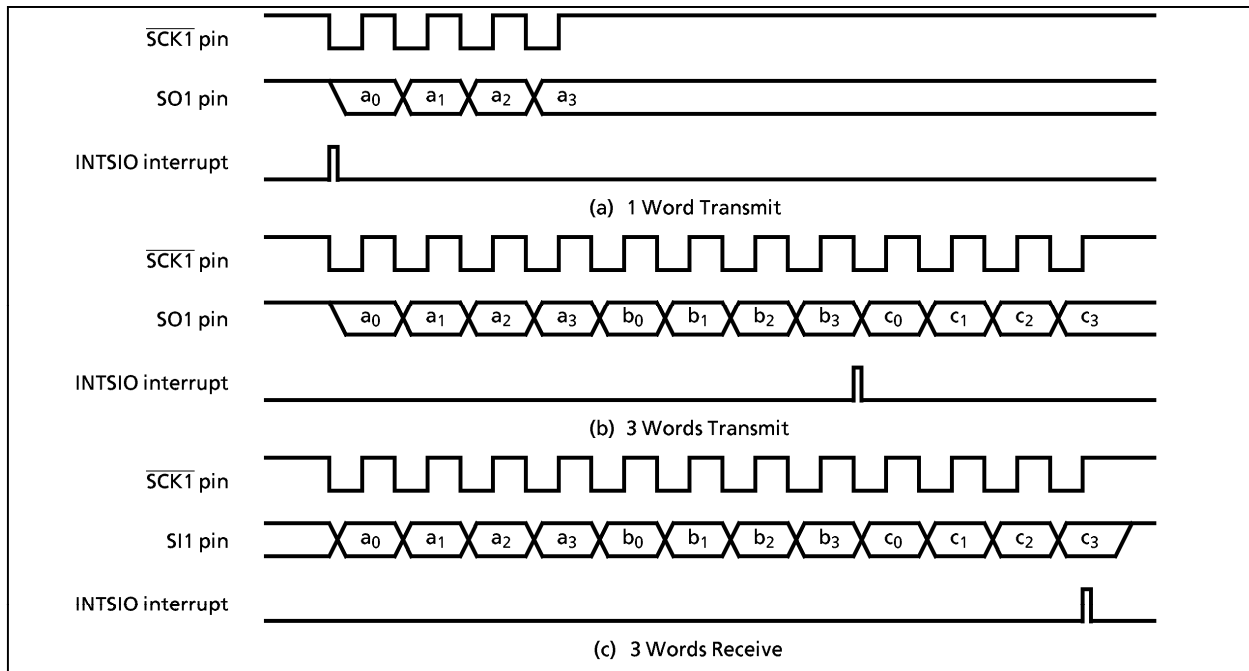 SCK1 pin
SO1 pin a0 a1 a2 a3
INTSIO interrupt
(a) 1 Word Transmit
SCK1 pin
SO1 pin a0 a1 a2 a3 b0 b1 b2 b3 c0 c1 c2 c3
INTSIO interrupt
(b) 3 Words Transmit
SCK1 pin
SI1 pin a0 a1 a2 a3 b0 b1 b2 b3 c0 c1 c2 c3
INTSIO interrupt
(c) 3 Words Receive